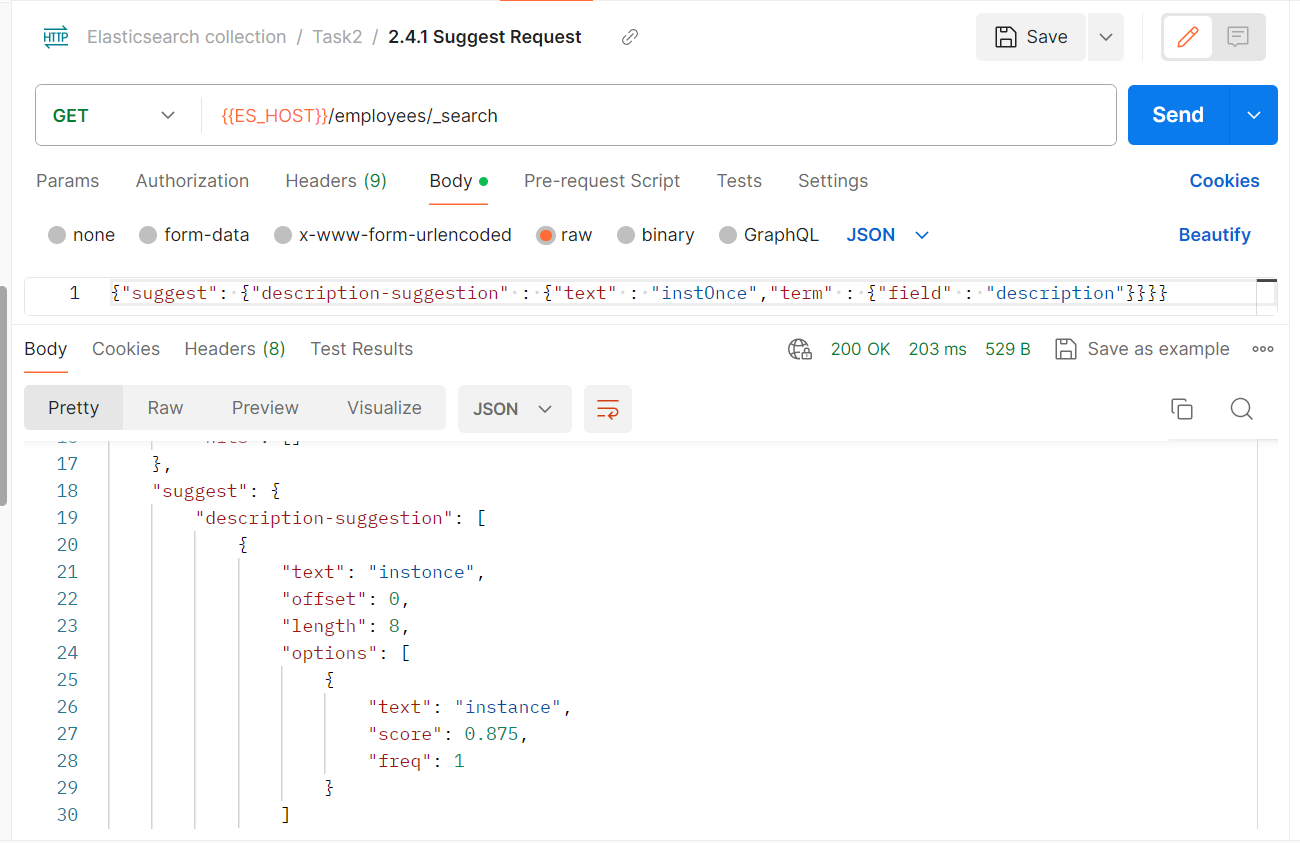 HTTP Elasticsearch collection / Task2 / 2.4.1 Suggest Request Save
GET {{ES_HOST}}/employees/_search Send
Params Authorization Headers (9) Body Pre-request Script Tests Settings Cookies
none form-data x-www-form-urlencoded raw binary GraphQL JSON Beautify
1 {"suggest": {"description-suggestion" : {"text" : "instOnce","term" : {"field" : "description"}}}}
Body Cookies Headers (8) Test Results 200 OK 203 ms 529 B Save as example
Pretty Raw Preview Visualize JSON
17 },
18 "suggest": {
19 "description-suggestion": [
20 {
21 "text": "instonce",
22 "offset": 0,
23 "length": 8,
24 "options": [
25 {
26 "text": "instance",
27 "score": 0.875,
28 "freq": 1
29 }
30 ]